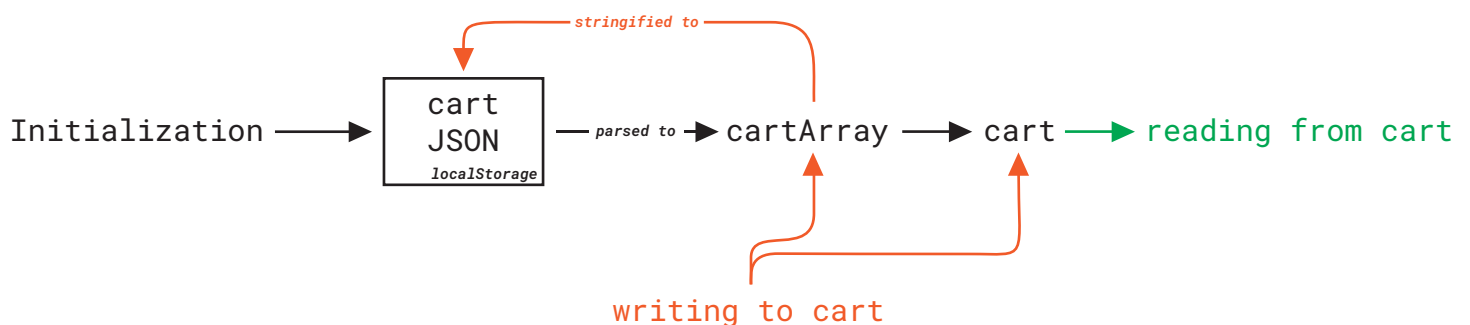 stringified to
cart
JSON
localStorage
Initialization
parsed to
cartArray
cart
reading from cart
writing to cart